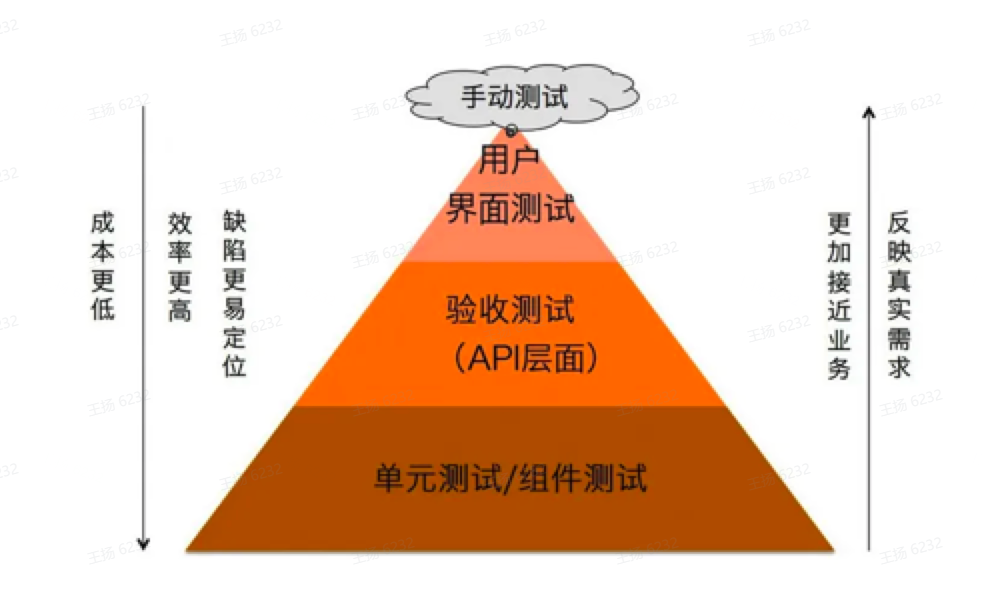 手动测试
用户
界面测试
验收测试
（API层面）
单元测试/组件测试
成本更低
效率更高
缺陷更易定位
更加接近业务
反映真实需求
王扬 6232